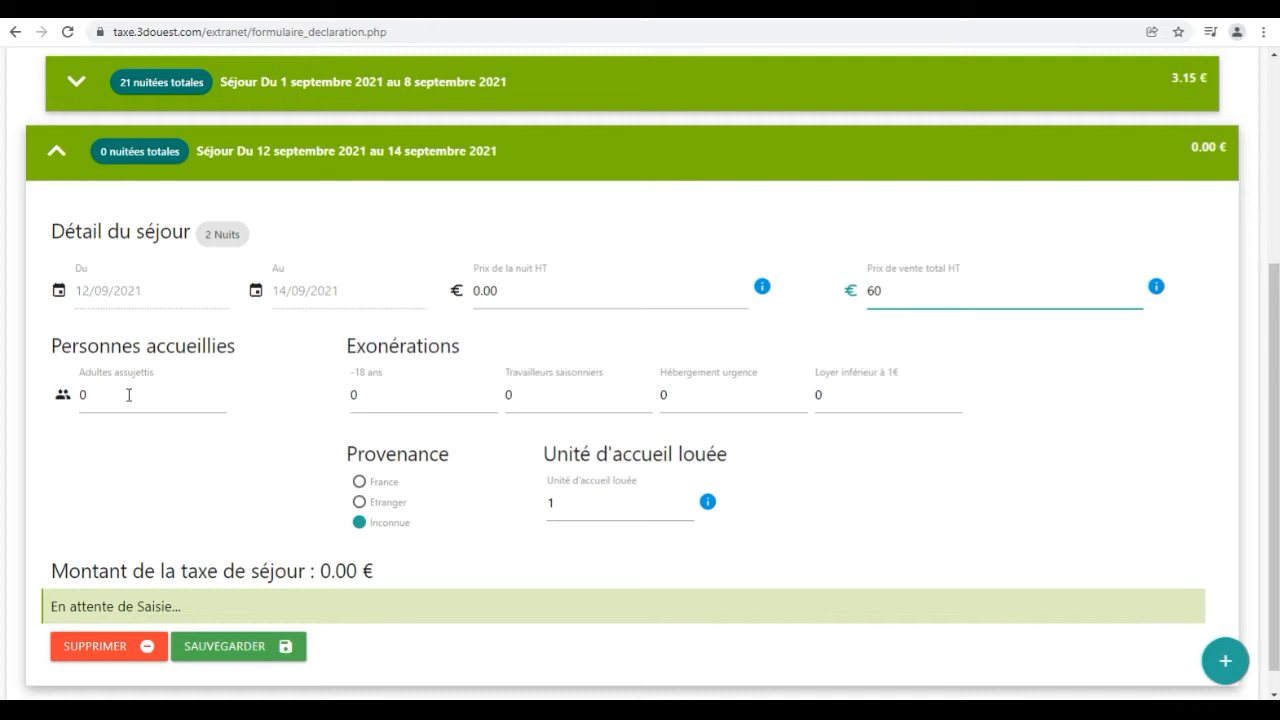 taxe.3douest.com/extranet/formulaire_declaration.php
21 nuitées totales Séjour Du 1 septembre 2021 au 8 septembre 2021 3.15 €
0 nuitées totales Séjour Du 12 septembre 2021 au 14 septembre 2021 0.00 €
Détail du séjour 2 Nuits
Du Au Prix de la nuit HT Prix de vente total HT
12/09/2021 14/09/2021 € 0.00 € 60
Personnes accueillies Exonérations
Adultes assujettis -18 ans Travailleurs saisonniers Hébergement urgence Loyer inférieur à 1€
0 0 0 0 0
Provenance Unité d'accueil louée
France Unité d'accueil louée
Etranger 1
Inconnue
Montant de la taxe de séjour : 0.00 €
En attente de Saisie...
SUPPRIMER SAUVEGARDER